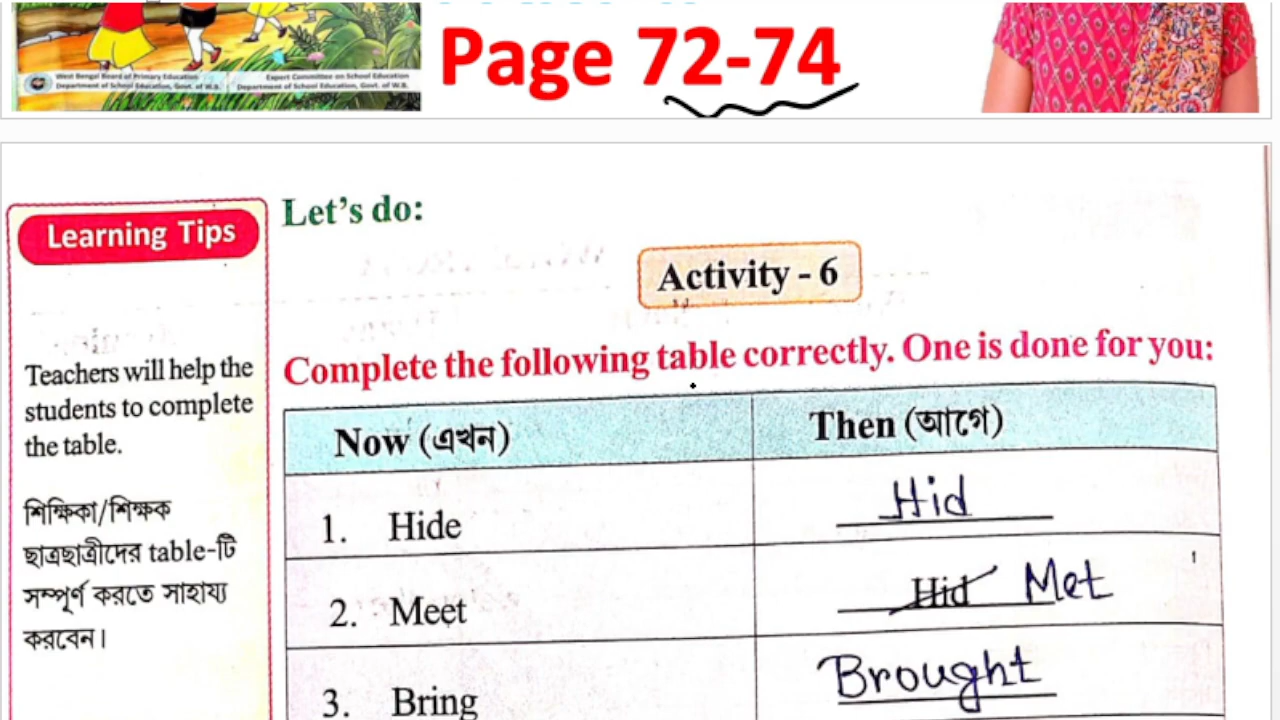 West Bengal Board of Primary Education
Department of School Education, Govt. of W.B.
Expert Committee on School Education
Department of School Education, Govt. of W.B.
Page 72-74
Learning Tips
Teachers will help the
students to complete
the table.
শিক্ষিকা/শিক্ষক
ছাত্রছাত্রীদের table-টি
সম্পূর্ণ করতে সাহায্য
করবেন।
Let's do:
Activity - 6
Complete the following table correctly. One is done for you:
Now (এখন) Then (আগে)
1. Hide Hid
2. Meet Hid Met
3. Bring Brought